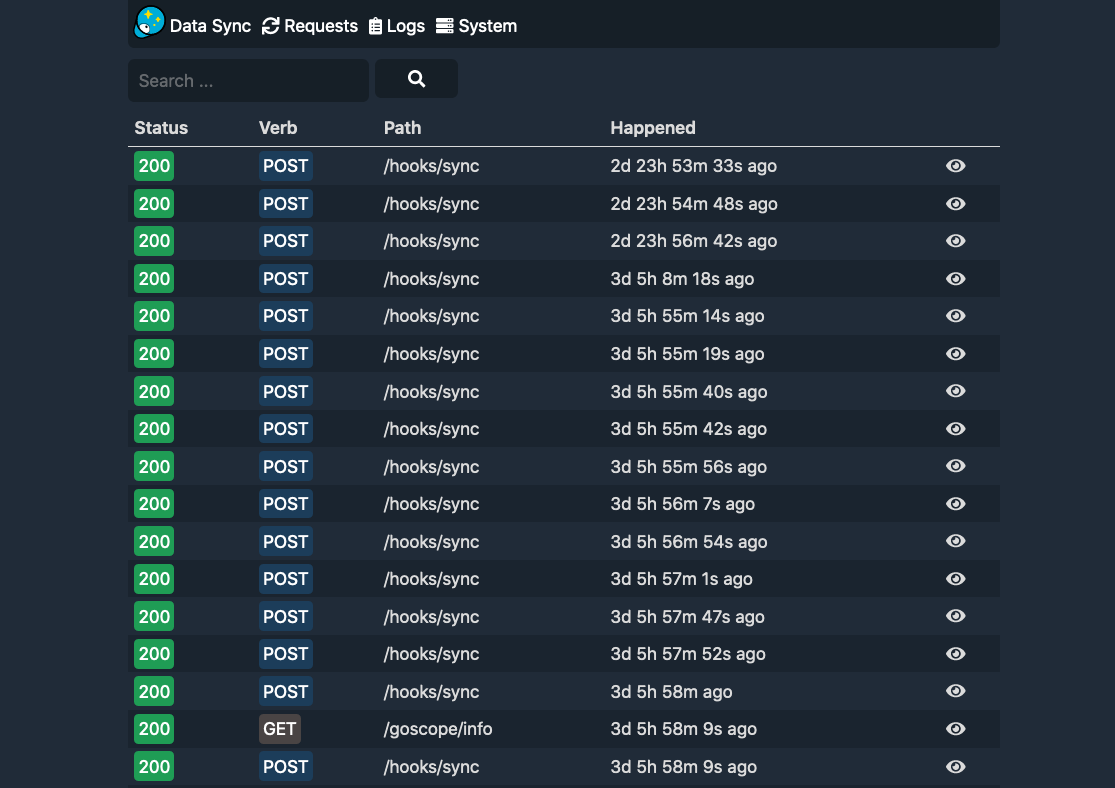 Data Sync Requests Logs System
Search ...
Status Verb Path Happened
200 POST /hooks/sync 2d 23h 53m 33s ago
200 POST /hooks/sync 2d 23h 54m 48s ago
200 POST /hooks/sync 2d 23h 56m 42s ago
200 POST /hooks/sync 3d 5h 8m 18s ago
200 POST /hooks/sync 3d 5h 55m 14s ago
200 POST /hooks/sync 3d 5h 55m 19s ago
200 POST /hooks/sync 3d 5h 55m 40s ago
200 POST /hooks/sync 3d 5h 55m 42s ago
200 POST /hooks/sync 3d 5h 55m 56s ago
200 POST /hooks/sync 3d 5h 56m 7s ago
200 POST /hooks/sync 3d 5h 56m 54s ago
200 POST /hooks/sync 3d 5h 57m 1s ago
200 POST /hooks/sync 3d 5h 57m 47s ago
200 POST /hooks/sync 3d 5h 57m 52s ago
200 POST /hooks/sync 3d 5h 58m ago
200 GET /goscope/info 3d 5h 58m 9s ago
200 POST /hooks/sync 3d 5h 58m 9s ago